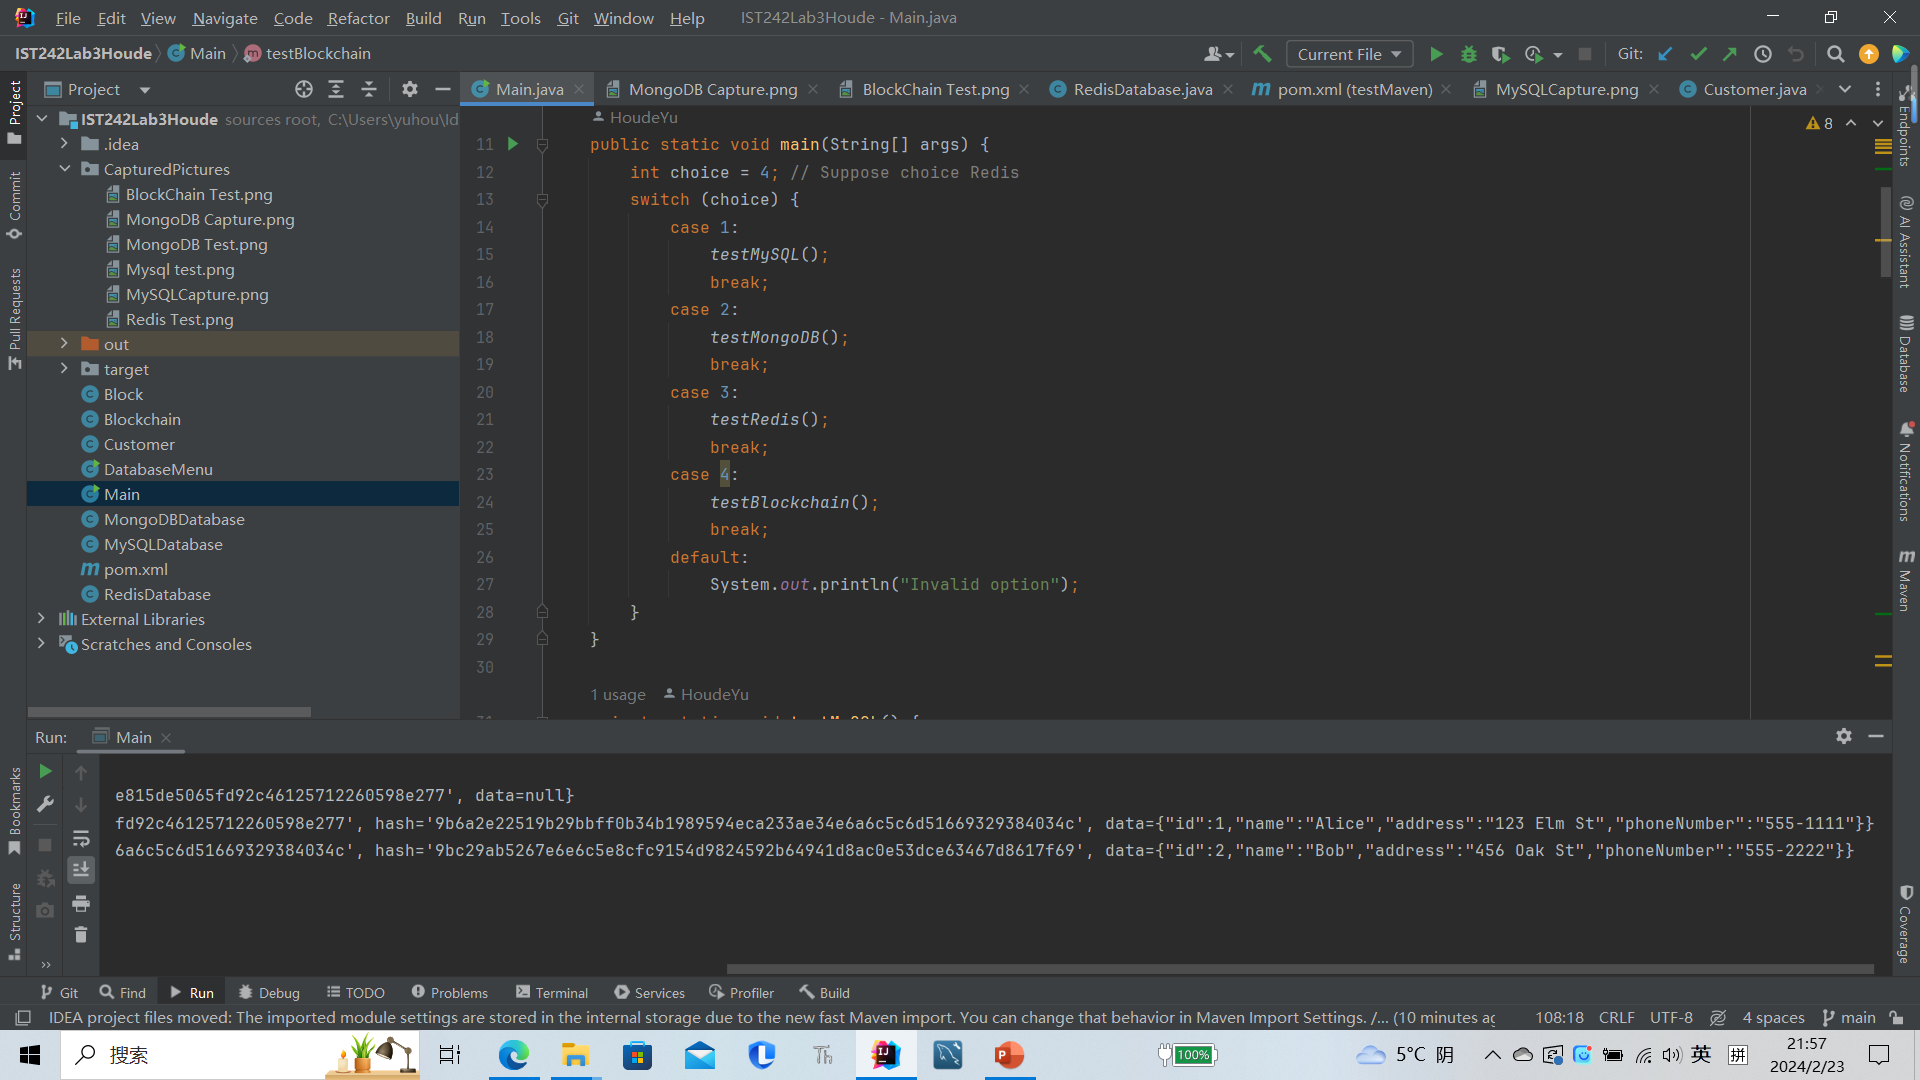 File Edit View Navigate Code Refactor Build Run Tools Git Window Help IST242Lab3Houde - Main.java
IST242Lab3Houde Main testBlockchain Current File Git:
Project
Main.java MongoDB Capture.png BlockChain Test.png RedisDatabase.java pom.xml (testMaven) MySQLCapture.png Customer.java
IST242Lab3Houde sources root, C:\Users\yuhou\Id
.idea
CapturedPictures
BlockChain Test.png
MongoDB Capture.png
MongoDB Test.png
Mysql test.png
MySQLCapture.png
Redis Test.png
out
target
Block
Blockchain
Customer
DatabaseMenu
Main
MongoDBDatabase
MySQLDatabase
pom.xml
RedisDatabase
External Libraries
Scratches and Consoles
Project
Commit
Pull Requests
Bookmarks
Structure
HoudeYu
8
11 public static void main(String[] args) {
12 int choice = 4; // Suppose choice Redis
13 switch (choice) {
14 case 1:
15 testMySQL();
16 break;
17 case 2:
18 testMongoDB();
19 break;
20 case 3:
21 testRedis();
22 break;
23 case 4:
24 testBlockchain();
25 break;
26 default:
27 System.out.println("Invalid option");
28 }
29 }
30
1 usage HoudeYu
Endpoints
AI Assistant
Database
Notifications
Maven
Coverage
Run: Main
e815de5065fd92c46125712260598e277', data=null}
fd92c46125712260598e277', hash='9b6a2e22519b29bbff0b34b1989594eca233ae34e6a6c5c6d51669329384034c', data={"id":1,"name":"Alice","address":"123 Elm St","phoneNumber":"555-1111"}}
6a6c5c6d51669329384034c', hash='9bc29ab5267e6e6c5e8cfc9154d9824592b64941d8ac0e53dce63467d8617f69', data={"id":2,"name":"Bob","address":"456 Oak St","phoneNumber":"555-2222"}}
Git Find Run Debug TODO Problems Terminal Services Profiler Build
IDEA project files moved: The imported module settings are stored in the internal storage due to the new fast Maven import. You can change that behavior in Maven Import Settings. /... (10 minutes ag 108:18 CRLF UTF-8 4 spaces main
搜索 100% 5°C 阴 英 拼 21:57
2024/2/23